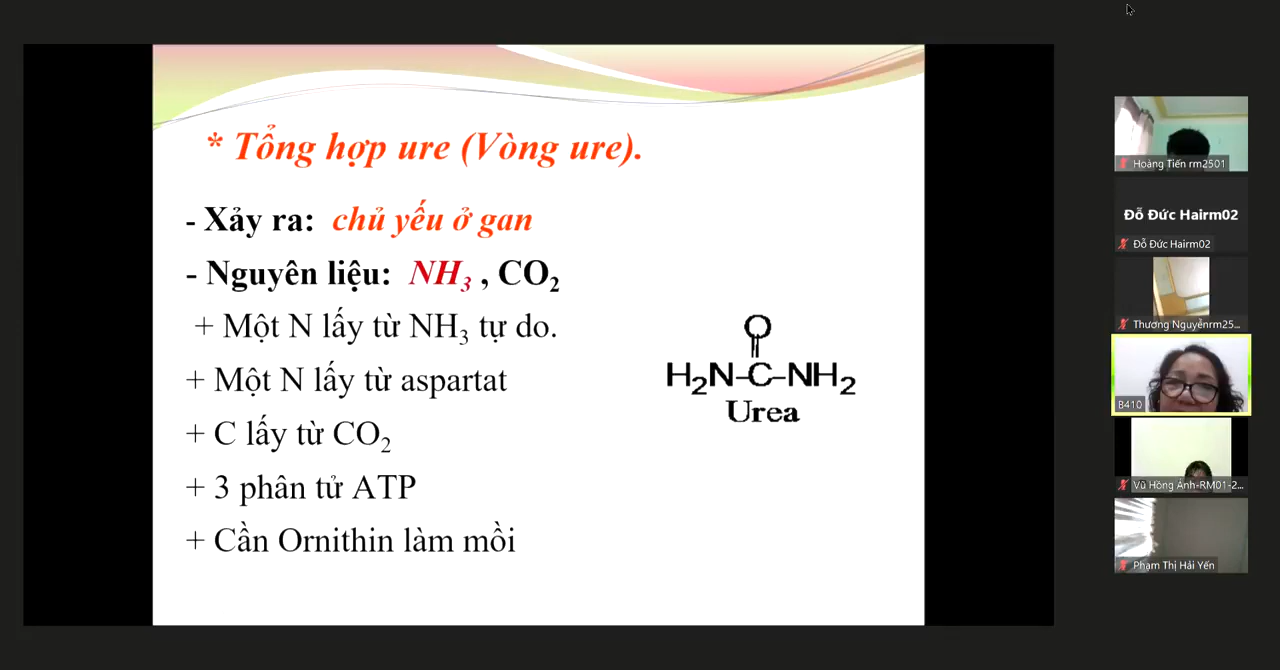 * Tổng hợp ure (Vòng ure).
- Xảy ra: chủ yếu ở gan
- Nguyên liệu: NH₃ , CO₂
+ Một N lấy từ NH₃ tự do.
+ Một N lấy từ aspartat
+ C lấy từ CO₂
+ 3 phân tử ATP
+ Cần Ornithin làm mồi
O
H₂N-C-NH₂
Urea
Hoàng Tiến rm2501
Đỗ Đức Hairm02
Đỗ Đức Hairm02
Thương Nguyễnrm25...
B410
Vũ Hồng Ánh-RM01-2...
Phạm Thị Hải Yến